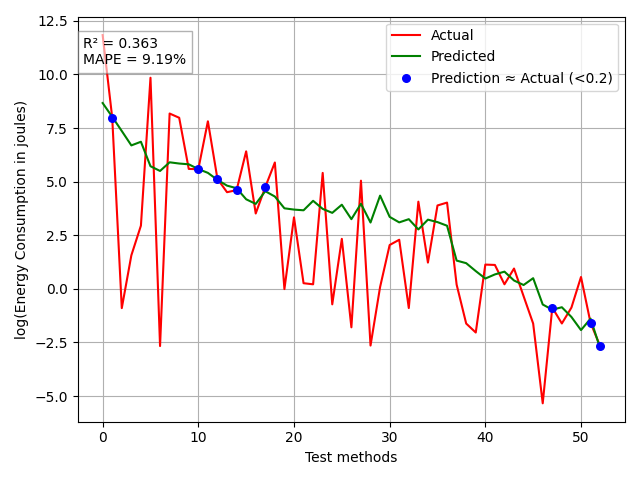 12.5
10.0
7.5
5.0
2.5
0.0
−2.5
−5.0
log(Energy Consumption in joules)
R² = 0.363
MAPE = 9.19%
Actual
Predicted
Prediction ≈ Actual (<0.2)
0 10 20 30 40 50
Test methods